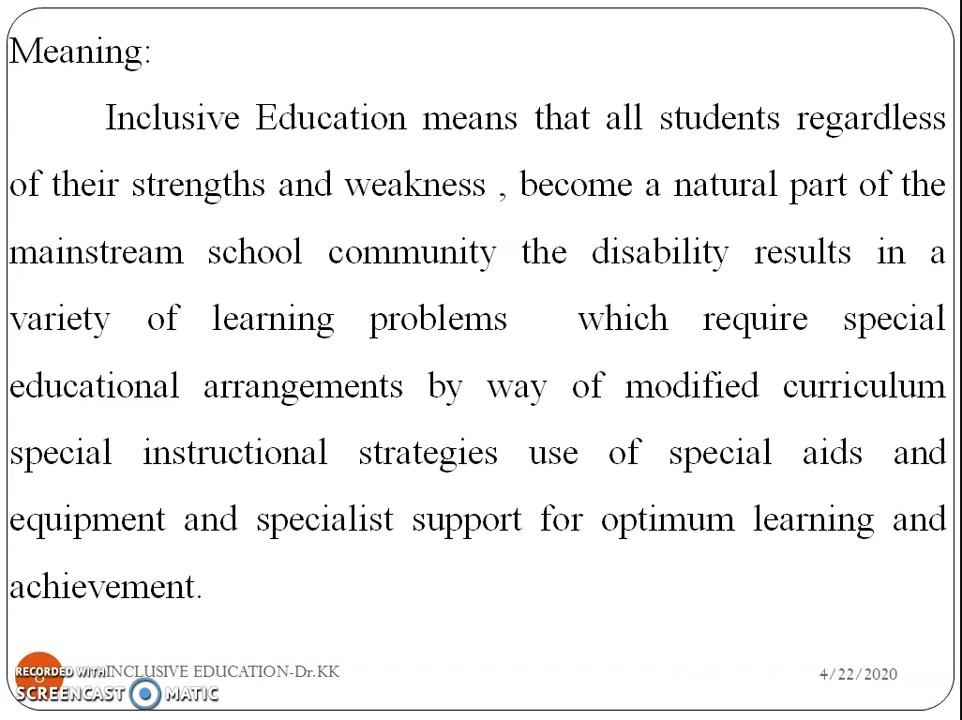 Meaning:
Inclusive Education means that all students regardless
of their strengths and weakness , become a natural part of the
mainstream school community the disability results in a
variety of learning problems which require special
educational arrangements by way of modified curriculum
special instructional strategies use of special aids and
equipment and specialist support for optimum learning and
achievement.
INCLUSIVE EDUCATION-Dr.KK
4/22/2020
RECORDED WITH
SCREENCAST MATIC